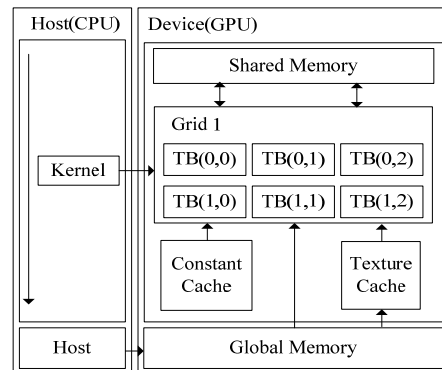 Host(CPU)
Device(GPU)
Shared Memory
Grid 1
TB(0,0) TB(0,1) TB(0,2)
Kernel
TB(1,0) TB(1,1) TB(1,2)
Constant
Cache
Texture
Cache
Host
Global Memory